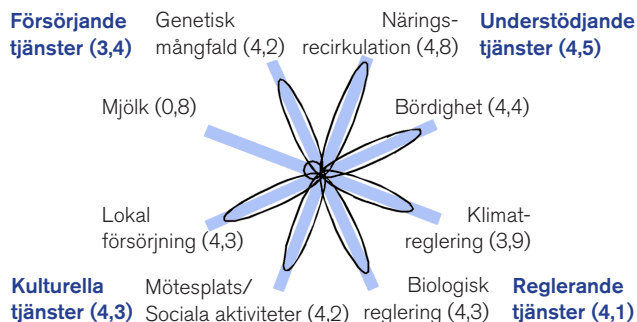 Försörjande
tjänster (3,4)
Genetisk
mångfald (4,2)
Närings-
recirkulation (4,8)
Understödjande
tjänster (4,5)
Mjölk (0,8)
Bördighet (4,4)
Lokal
försörjning (4,3)
Klimat-
reglering (3,9)
Kulturella
tjänster (4,3)
Mötesplats/
Sociala aktiviteter (4,2)
Biologisk
reglering (4,3)
Reglerande
tjänster (4,1)